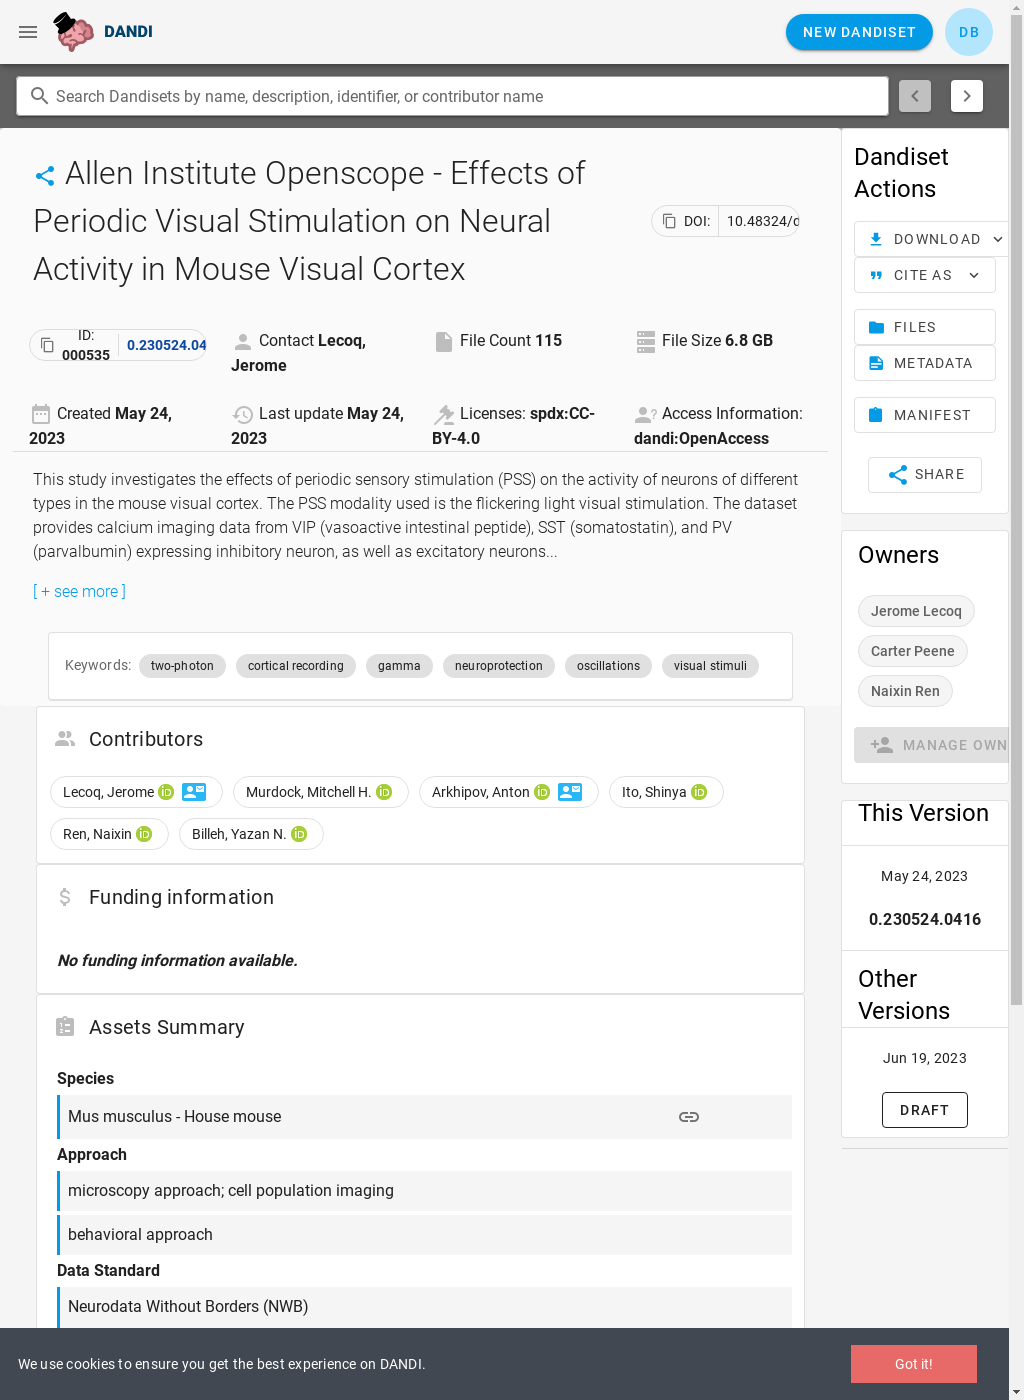 DANDI
NEW DANDISET
DB
Search Dandisets by name, description, identifier, or contributor name
Allen Institute Openscope - Effects of
Periodic Visual Stimulation on Neural
Activity in Mouse Visual Cortex
DOI: 10.48324/d
ID:
000535
0.230524.04
Contact Lecoq,
Jerome
File Count 115
File Size 6.8 GB
Created May 24,
2023
Last update May 24,
2023
Licenses: spdx:CC-
BY-4.0
Access Information:
dandi:OpenAccess
This study investigates the effects of periodic sensory stimulation (PSS) on the activity of neurons of different
types in the mouse visual cortex. The PSS modality used is the flickering light visual stimulation. The dataset
provides calcium imaging data from VIP (vasoactive intestinal peptide), SST (somatostatin), and PV
(parvalbumin) expressing inhibitory neuron, as well as excitatory neurons...
[ + see more ]
Keywords: two-photon cortical recording gamma neuroprotection oscillations visual stimuli
Contributors
Lecoq, Jerome iD Murdock, Mitchell H. iD Arkhipov, Anton iD Ito, Shinya iD
Ren, Naixin iD Billeh, Yazan N. iD
Funding information
No funding information available.
Assets Summary
Species
Mus musculus - House mouse
Approach
microscopy approach; cell population imaging
behavioral approach
Data Standard
Neurodata Without Borders (NWB)
Dandiset
Actions
DOWNLOAD
CITE AS
FILES
METADATA
MANIFEST
SHARE
Owners
Jerome Lecoq
Carter Peene
Naixin Ren
MANAGE OWN
This Version
May 24, 2023
0.230524.0416
Other
Versions
Jun 19, 2023
DRAFT
We use cookies to ensure you get the best experience on DANDI.
Got it!